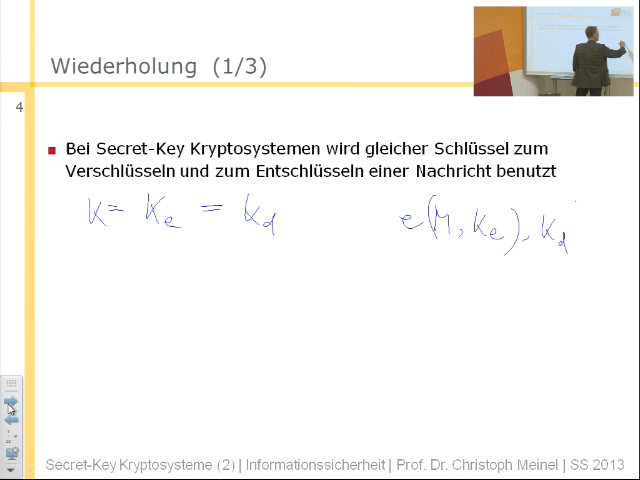 Wiederholung (1/3)
4
Bei Secret-Key Kryptosystemen wird gleicher Schlüssel zum
Verschlüsseln und zum Entschlüsseln einer Nachricht benutzt
K = Ke = Kd
e(M, Ke), Kd
Secret-Key Kryptosysteme (2) | Informationssicherheit | Prof. Dr. Christoph Meinel | SS 2013